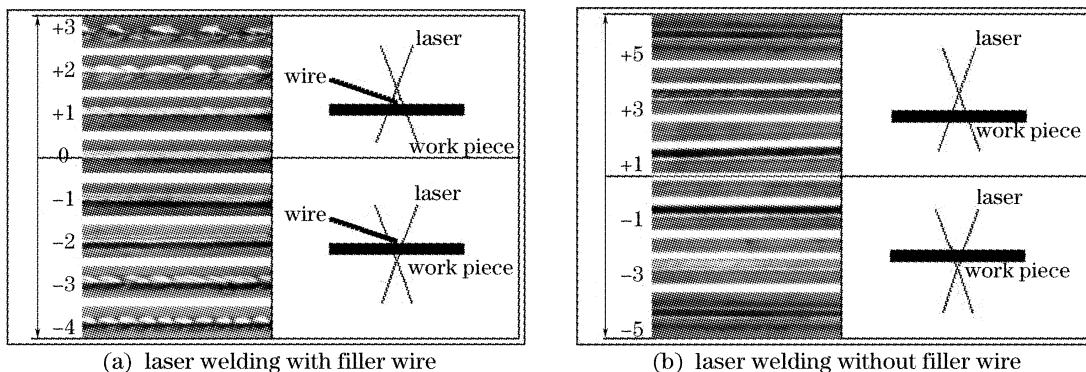 +3
+2
+1
0
-1
-2
-3
-4
laser
wire
work piece
laser
wire
work piece
(a) laser welding with filler wire
+5
+3
+1
-1
-3
-5
laser
work piece
laser
work piece
(b) laser welding without filler wire